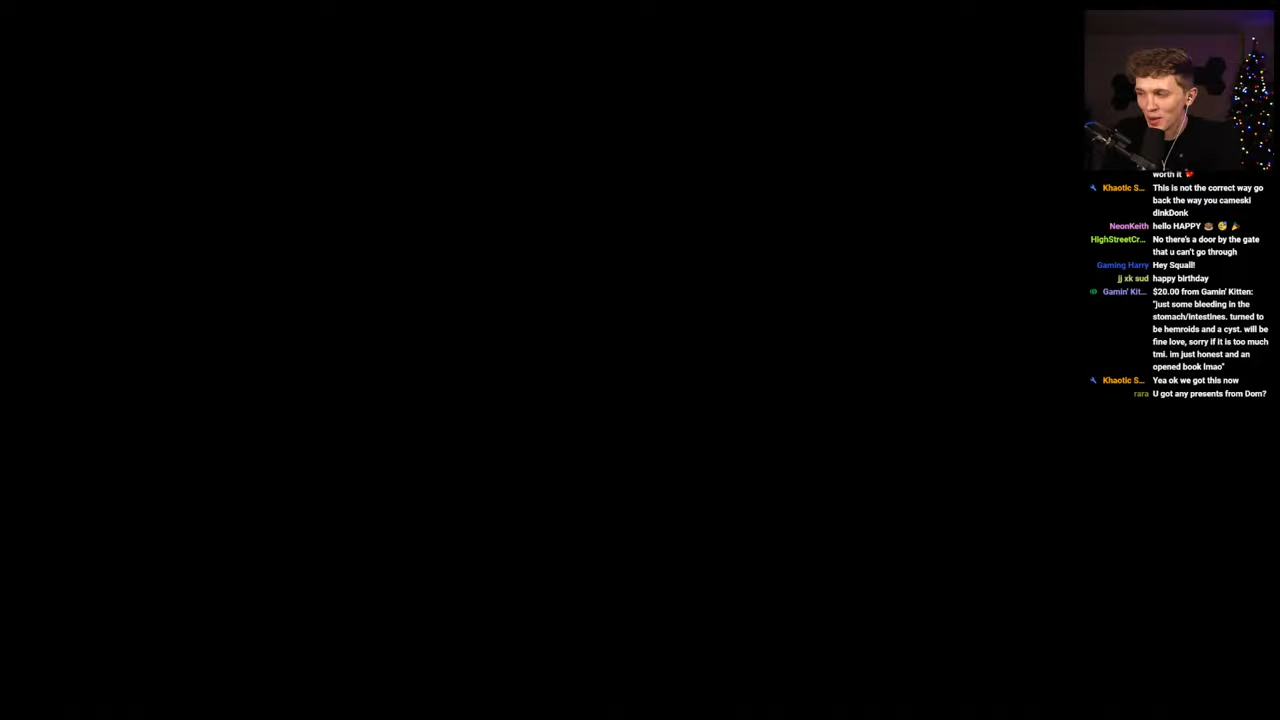 worth it
Khaotic S... This is not the correct way go
back the way you cameski
dinkDonk
NeonKeith hello HAPPY
HighStreetCr... No there's a door by the gate
that u can't go through
Gaming Harry Hey Squall!
jj xk sud happy birthday
Gamin' Kit... $20.00 from Gamin' Kitten:
"just some bleeding in the
stomach/intestines. turned to
be hemroids and a cyst. will be
fine love, sorry if it is too much
tmi. im just honest and an
opened book lmao"
Khaotic S... Yea ok we got this now
rara U got any presents from Dom?